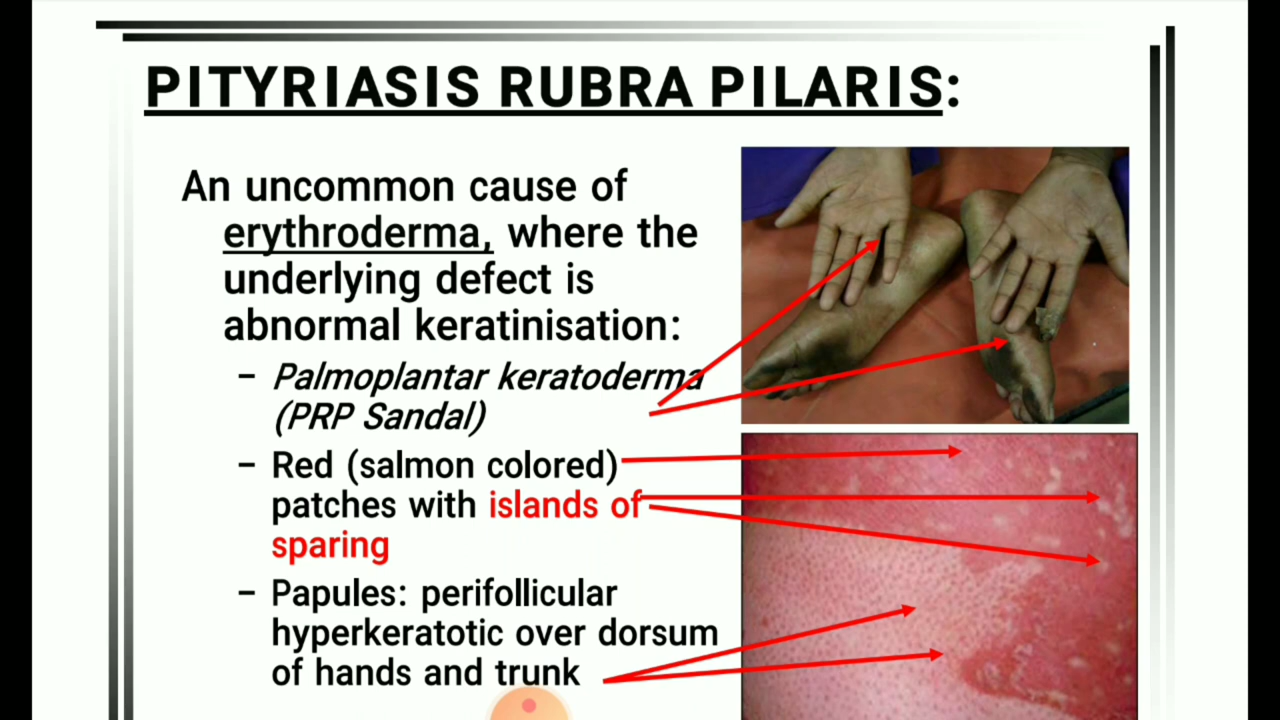 PITYRIASIS RUBRA PILARIS:
An uncommon cause of
erythroderma, where the
underlying defect is
abnormal keratinisation:
– Palmoplantar keratoderma
(PRP Sandal)
– Red (salmon colored)
patches with islands of
sparing
– Papules: perifollicular
hyperkeratotic over dorsum
of hands and trunk